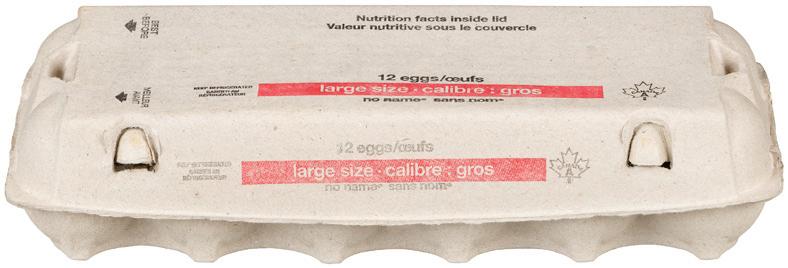 Nutrition facts inside lid
Valeur nutritive sous le couvercle
BEST
BEFORE
12 eggs/œufs
KEEP REFRIGERATED
GARDER AU
RÉFRIGÉRATEUR
large size · calibre : gros
no name® sans nom®
MEILLEUR
AVANT
A
12 eggs/œufs
large size · calibre : gros
no name® sans nom®
A